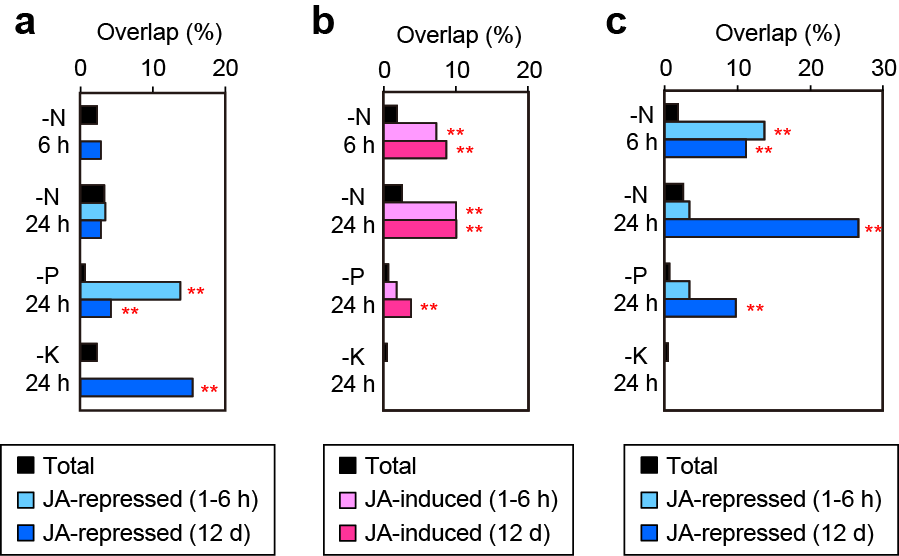 a
Overlap (%)
0 10 20
-N
6 h
**
-N
24 h
-P
24 h
**
**
-K
24 h
**
Total
JA-repressed (1-6 h)
JA-repressed (12 d)
b
Overlap (%)
0 10 20
-N
6 h
**
**
-N
24 h
**
**
-P
24 h
**
-K
24 h
Total
JA-induced (1-6 h)
JA-induced (12 d)
c
Overlap (%)
0 10 20 30
-N
6 h
**
**
-N
24 h
**
-P
24 h
**
-K
24 h
Total
JA-repressed (1-6 h)
JA-repressed (12 d)